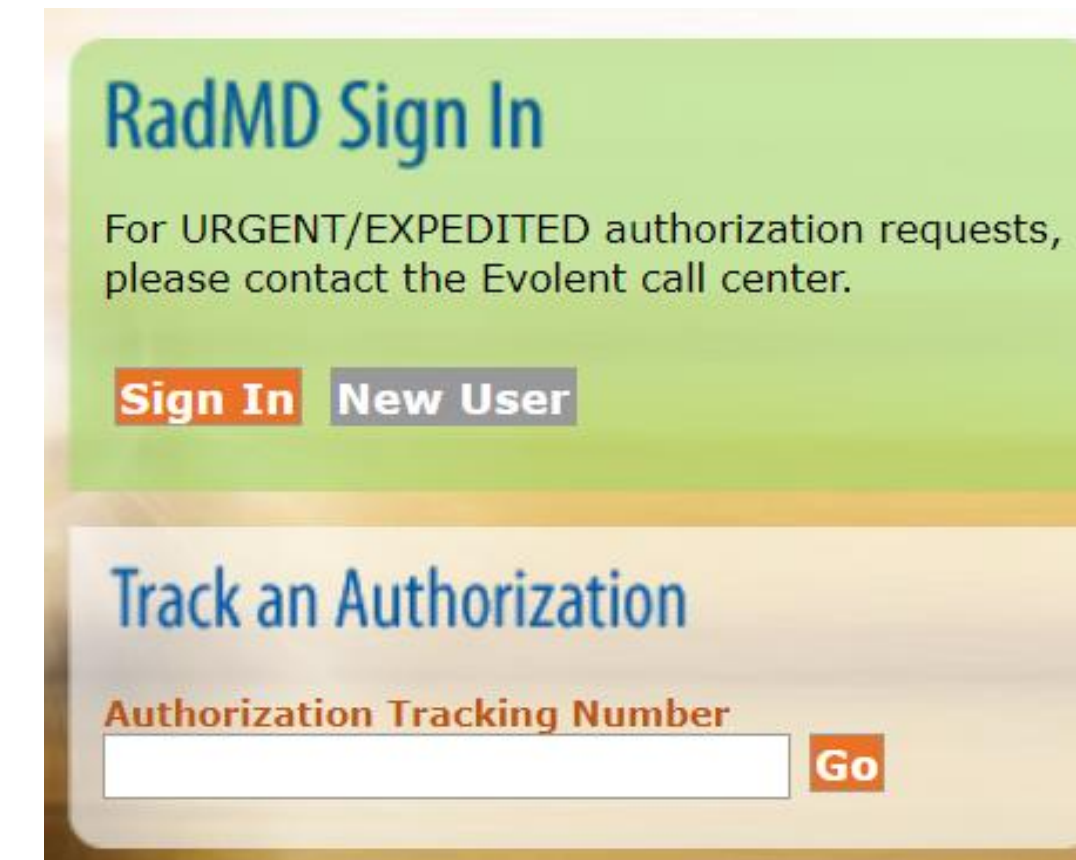 RadMD Sign In
For URGENT/EXPEDITED authorization requests,
please contact the Evolent call center.
Sign In New User
Track an Authorization
Authorization Tracking Number
Go